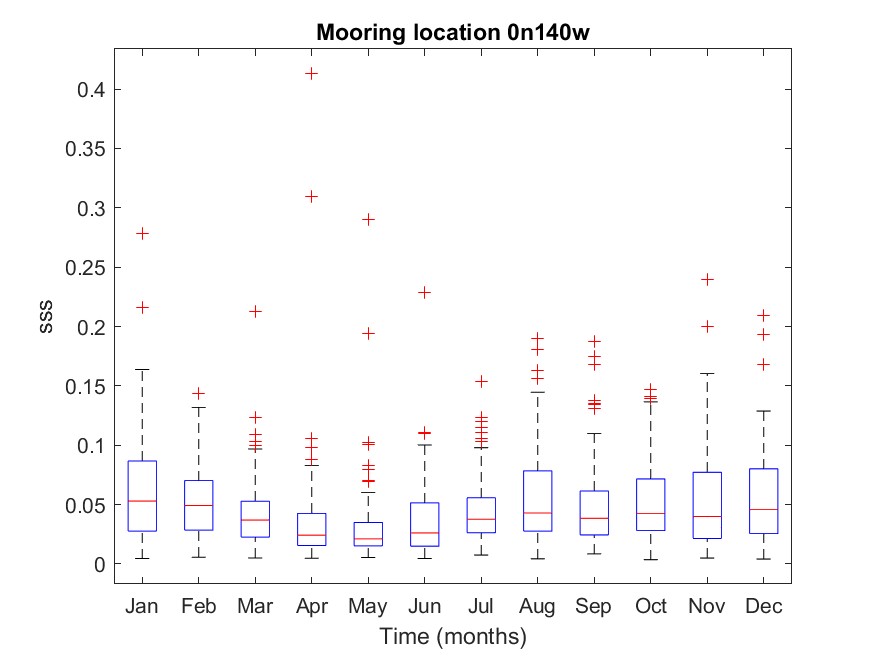 Mooring location 0n140w
0.4
0.35
0.3
0.25
0.2
0.15
0.1
0.05
0
sss
Jan Feb Mar Apr May Jun Jul Aug Sep Oct Nov Dec
Time (months)